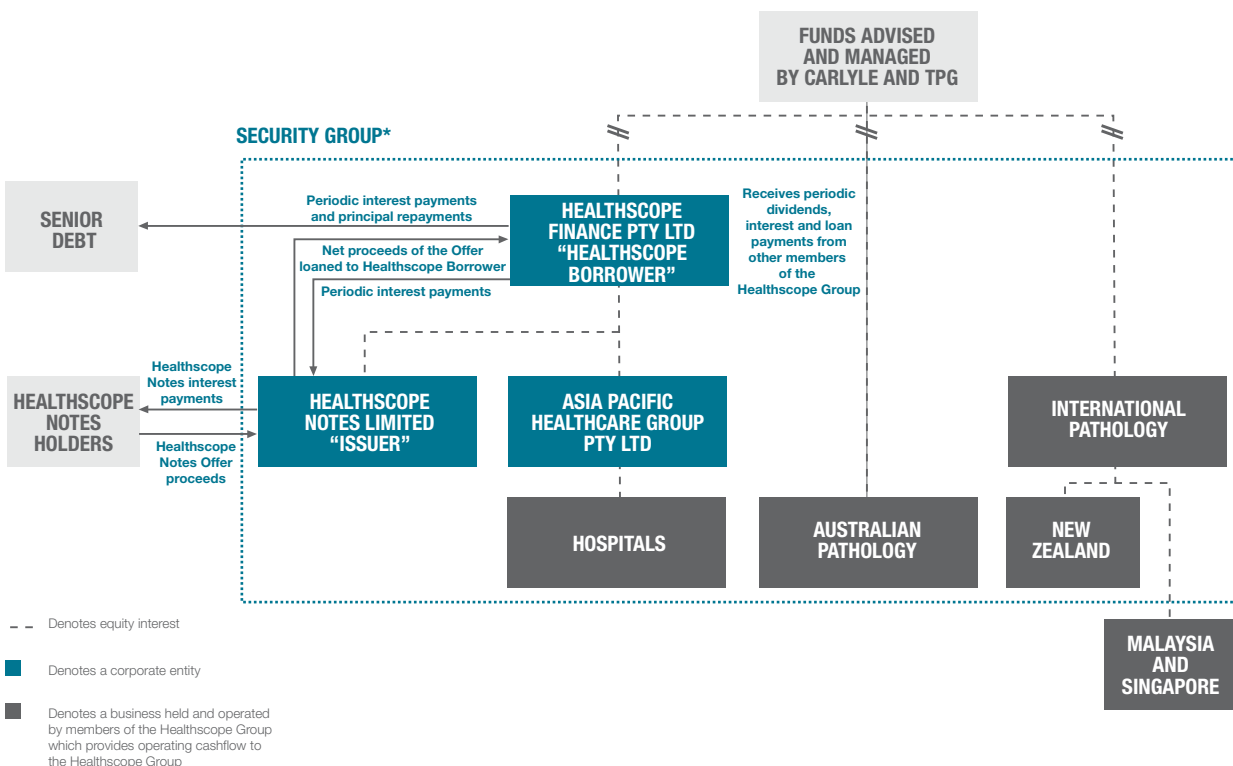 FUNDS ADVISED
AND MANAGED
BY CARLYLE AND TPG
SECURITY GROUP*
SENIOR
DEBT
Periodic interest payments
and principal repayments
Net proceeds of the Offer
loaned to Healthscope Borrower
Periodic interest payments
HEALTHSCOPE
FINANCE PTY LTD
“HEALTHSCOPE
BORROWER”
Receives periodic
dividends,
interest and loan
payments from
other members
of the
Healthscope Group
HEALTHSCOPE
NOTES
HOLDERS
Healthscope
Notes interest
payments
Healthscope
Notes Offer
proceeds
HEALTHSCOPE
NOTES LIMITED
“ISSUER”
ASIA PACIFIC
HEALTHCARE GROUP
PTY LTD
INTERNATIONAL
PATHOLOGY
HOSPITALS
AUSTRALIAN
PATHOLOGY
NEW
ZEALAND
MALAYSIA
AND
SINGAPORE
Denotes equity interest
Denotes a corporate entity
Denotes a business held and operated
by members of the Healthscope Group
which provides operating cashflow to
the Healthscope Group